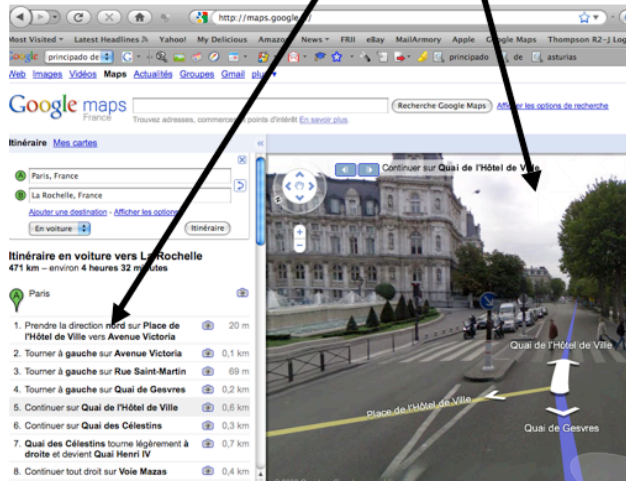 http://maps.google.
Most Visited ▾ Latest Headlines Yahoo! My Delicious Amazon News ▾ FRII eBay MailArmory Apple Google Maps Thompson R2-J Log
Google principado de principado de asturias
Web Images Vidéos Maps Actualités Groupes Gmail plus ▾
Google maps
France
Recherche Google Maps
Afficher les options de recherche
Trouvez adresses, commerces et points d'intérêt En savoir plus.
Itinéraire Mes cartes «
A Paris, France
B La Rochelle, France
Ajouter une destination - Afficher les options
En voiture
Itinéraire
Itinéraire en voiture vers La Rochelle
471 km – environ 4 heures 32 minutes
A Paris
1. Prendre la direction nord sur Place de 20 m
l'Hôtel de Ville vers Avenue Victoria
2. Tourner à gauche sur Avenue Victoria 0,1 km
3. Tourner à gauche sur Rue Saint-Martin 69 m
4. Tourner à gauche sur Quai de Gesvres 0,2 km
5. Continuer sur Quai de l'Hôtel de Ville 0,6 km
6. Continuer sur Quai des Célestins 0,3 km
7. Quai des Célestins tourne légèrement à 0,7 km
droite et devient Quai Henri IV
8. Continuer tout droit sur Voie Mazas 0,4 km
Continuer sur Quai de l'Hôtel de Ville
Quai de l'Hôtel de Ville
Place de l'Hôtel de Ville
Quai de Gesvres